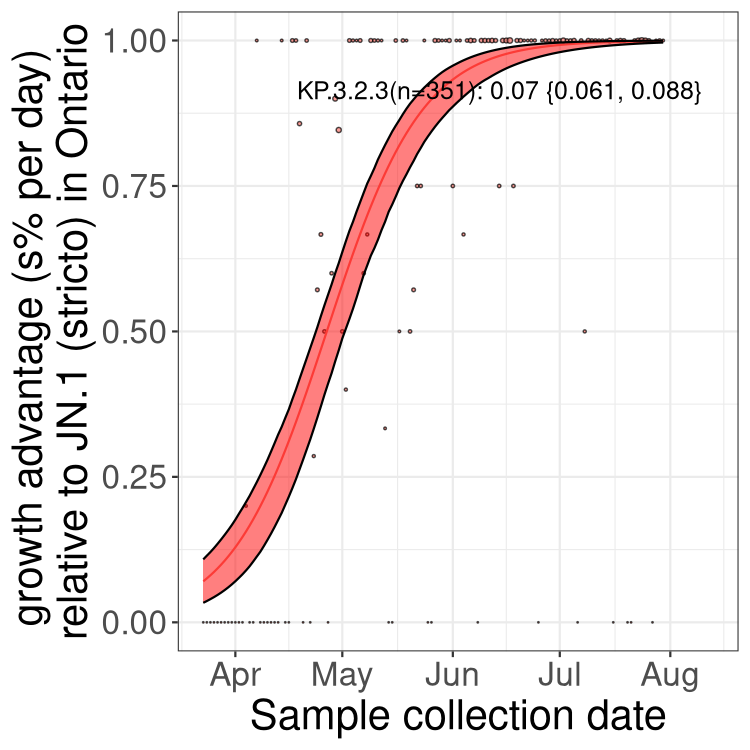 growth advantage (s% per day)
relative to JN.1 (stricto) in Ontario
1.00
0.75
0.50
0.25
0.00
KP.3.2.3(n=351): 0.07 {0.061, 0.088}
Apr May Jun Jul Aug
Sample collection date